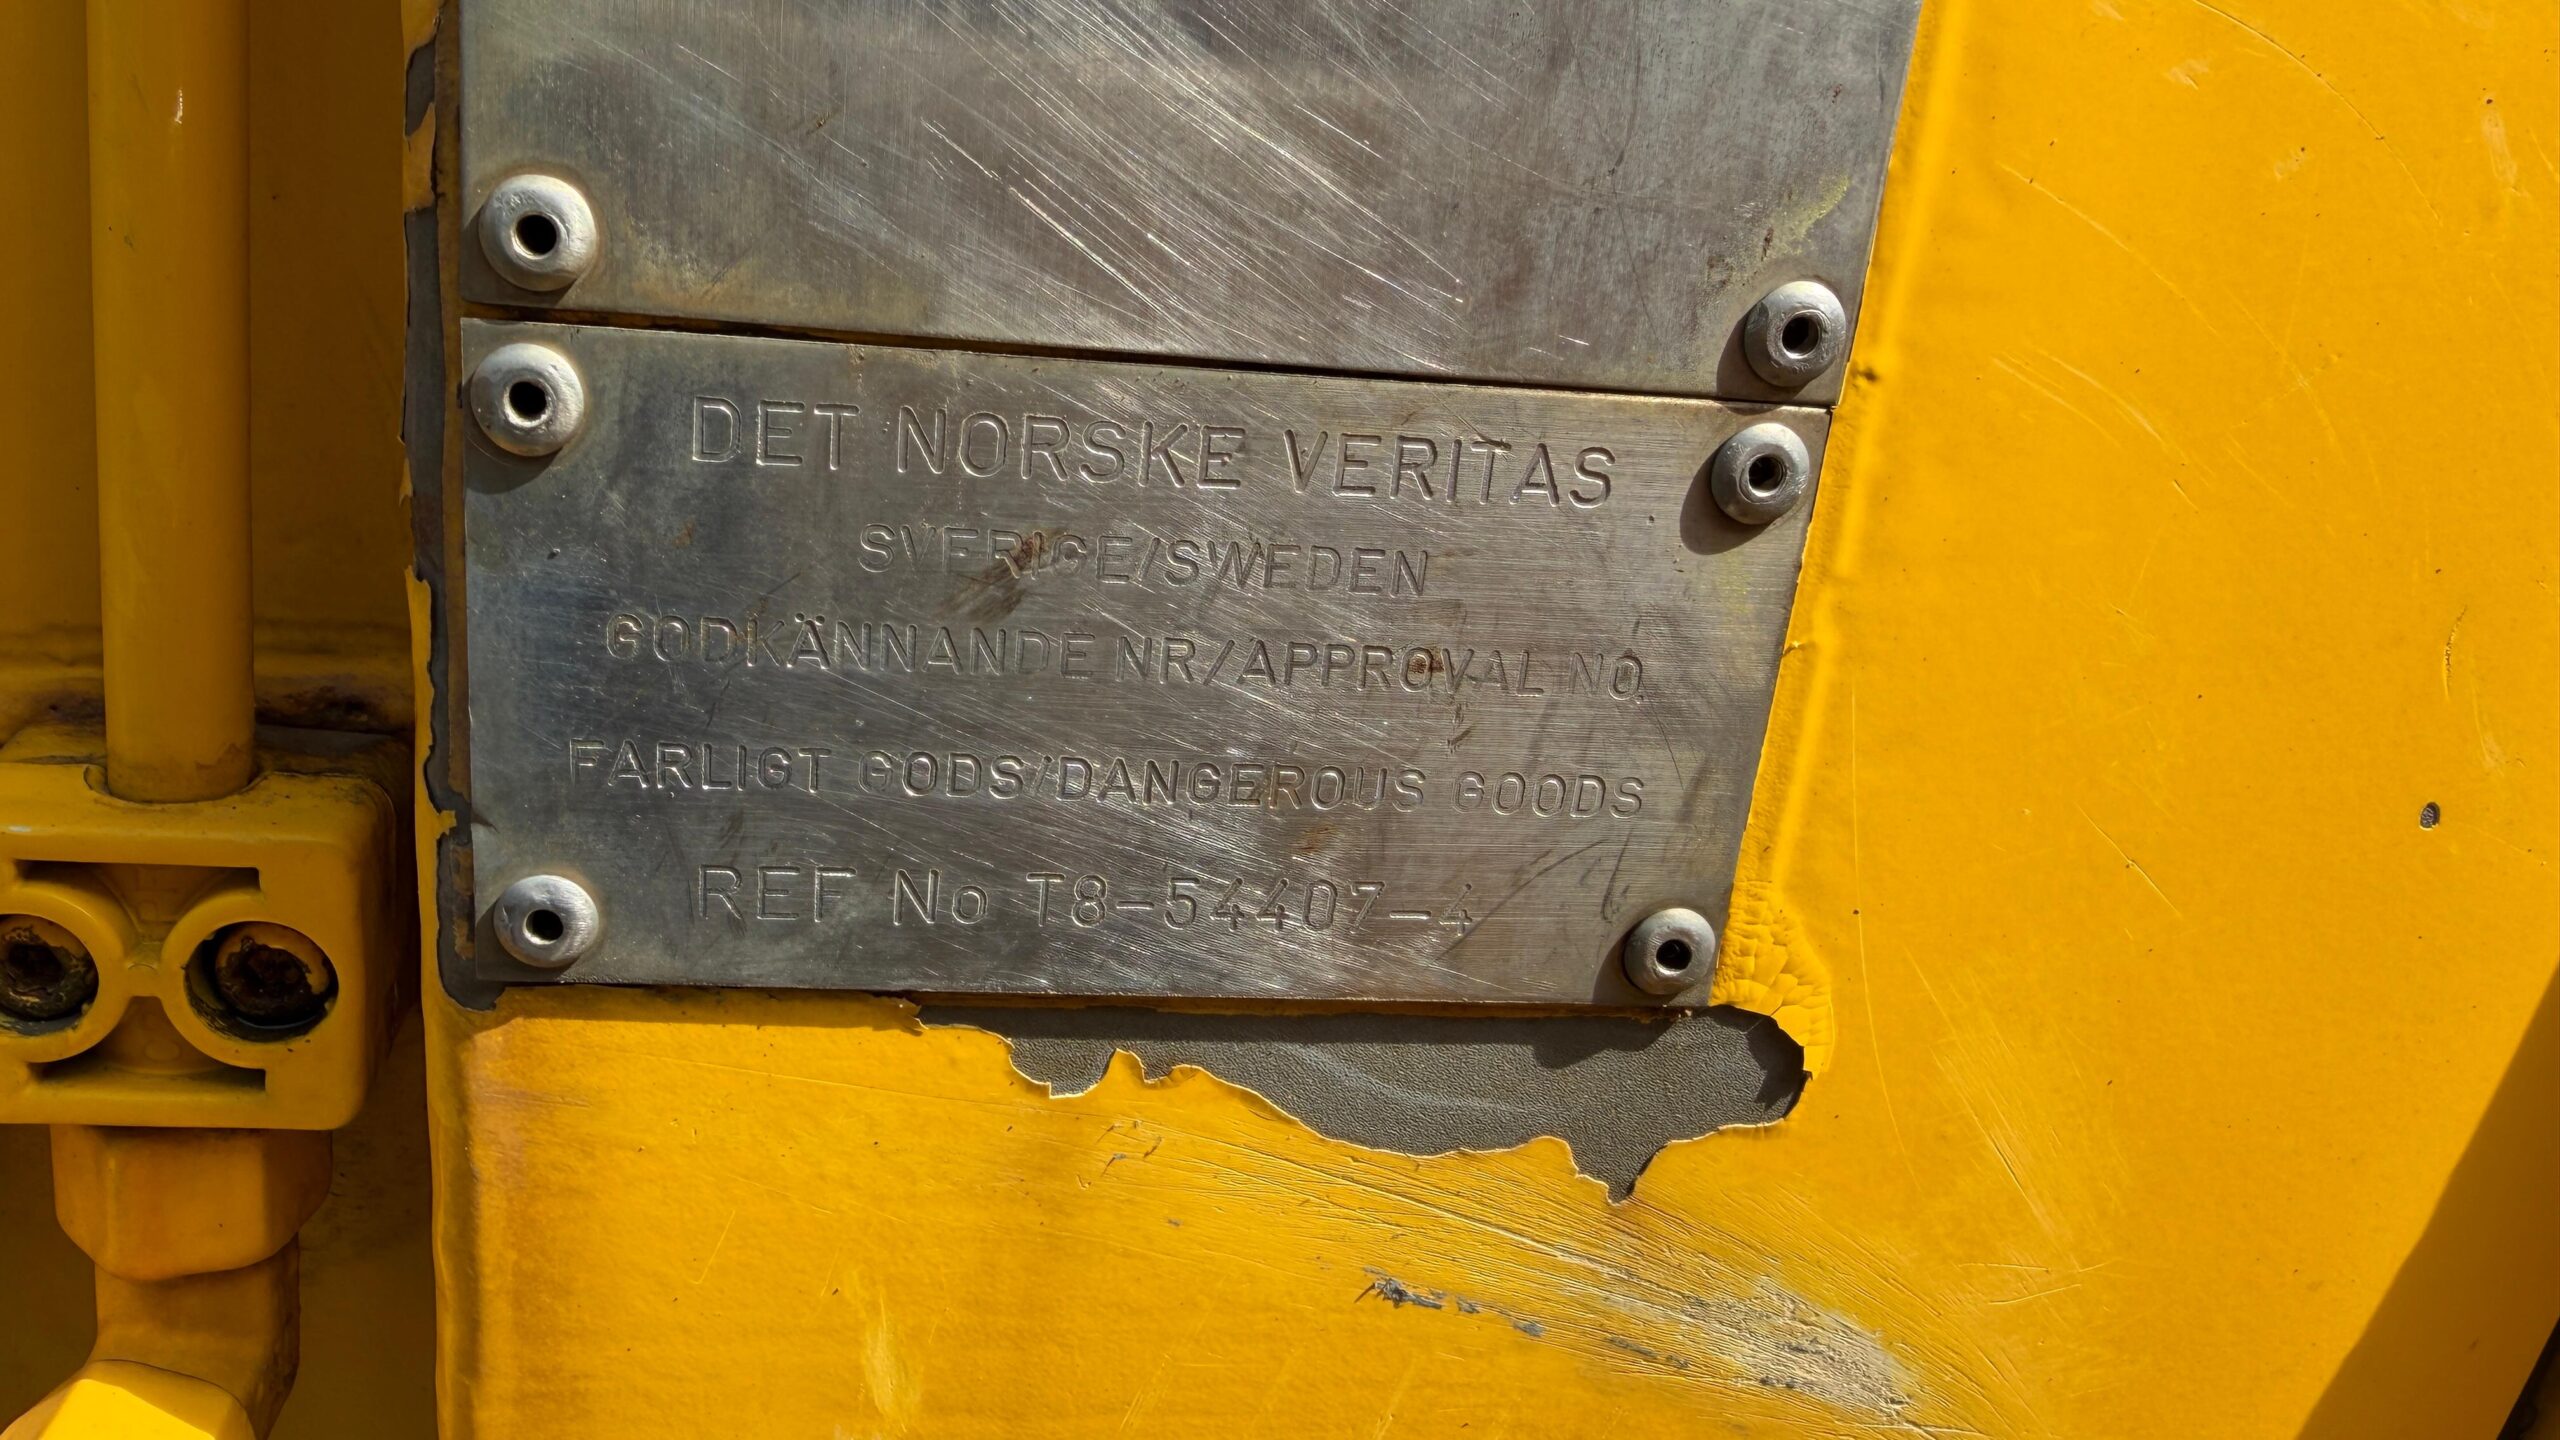 DET NORSKE VERITAS
SVERIGE/SWEDEN
GODKÄNNANDE NR/APPROVAL NO.
FARLIGT GODS/DANGEROUS GOODS
REF No T8-54407-4